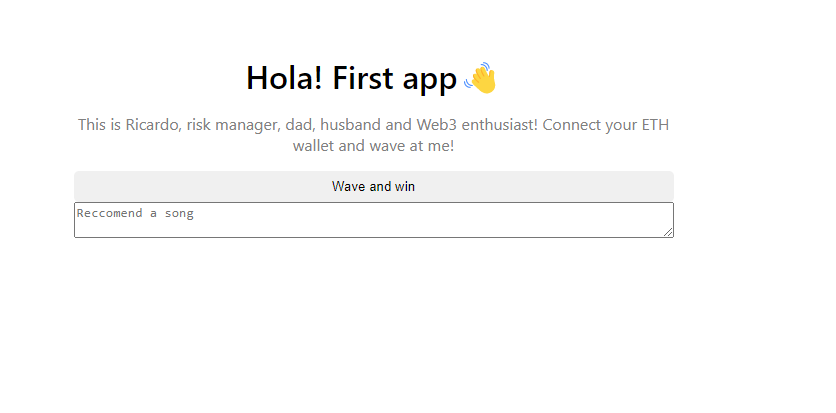 Hola! First app 👋
This is Ricardo, risk manager, dad, husband and Web3 enthusiast! Connect your ETH
wallet and wave at me!
Wave and win
Reccomend a song